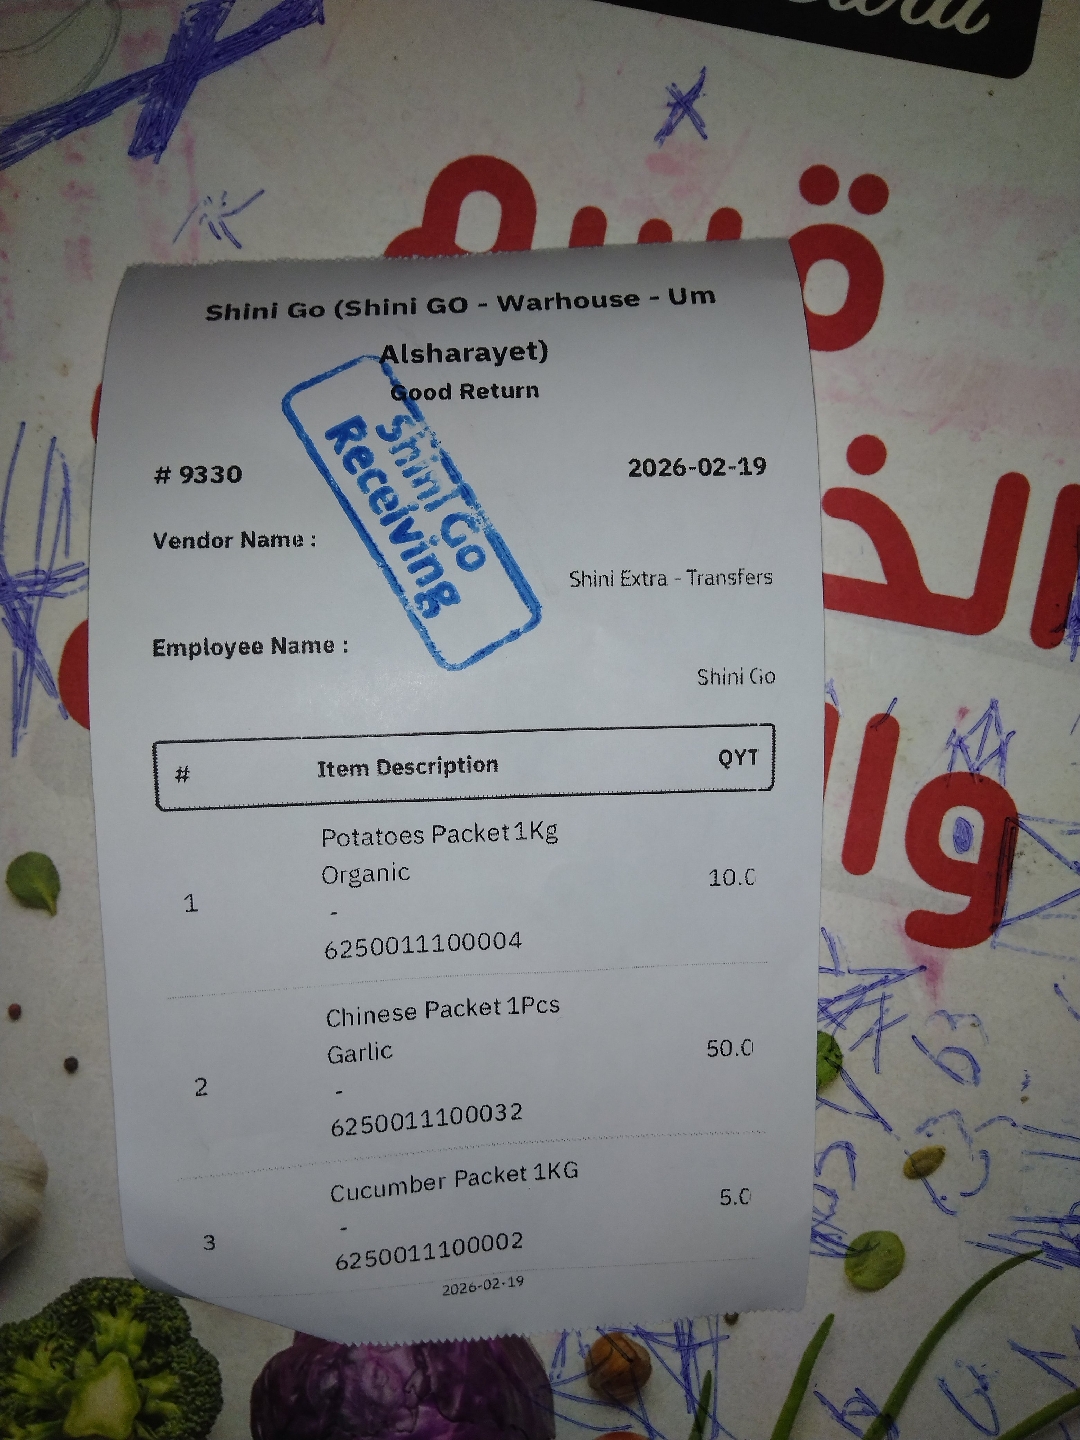 Shini Go (Shini GO - Warhouse - Um
Alsharayet)
Good Return
# 9330
2026-02-19
Shini Go
Receiving
Vendor Name :
Shini Extra - Transfers
Employee Name :
Shini Go
# Item Description QYT
Potatoes Packet 1Kg
Organic
1
10.0
-
6250011100004
Chinese Packet 1Pcs
Garlic
2
50.0
-
6250011100032
Cucumber Packet 1KG
3
5.0
-
6250011100002
2026-02-19